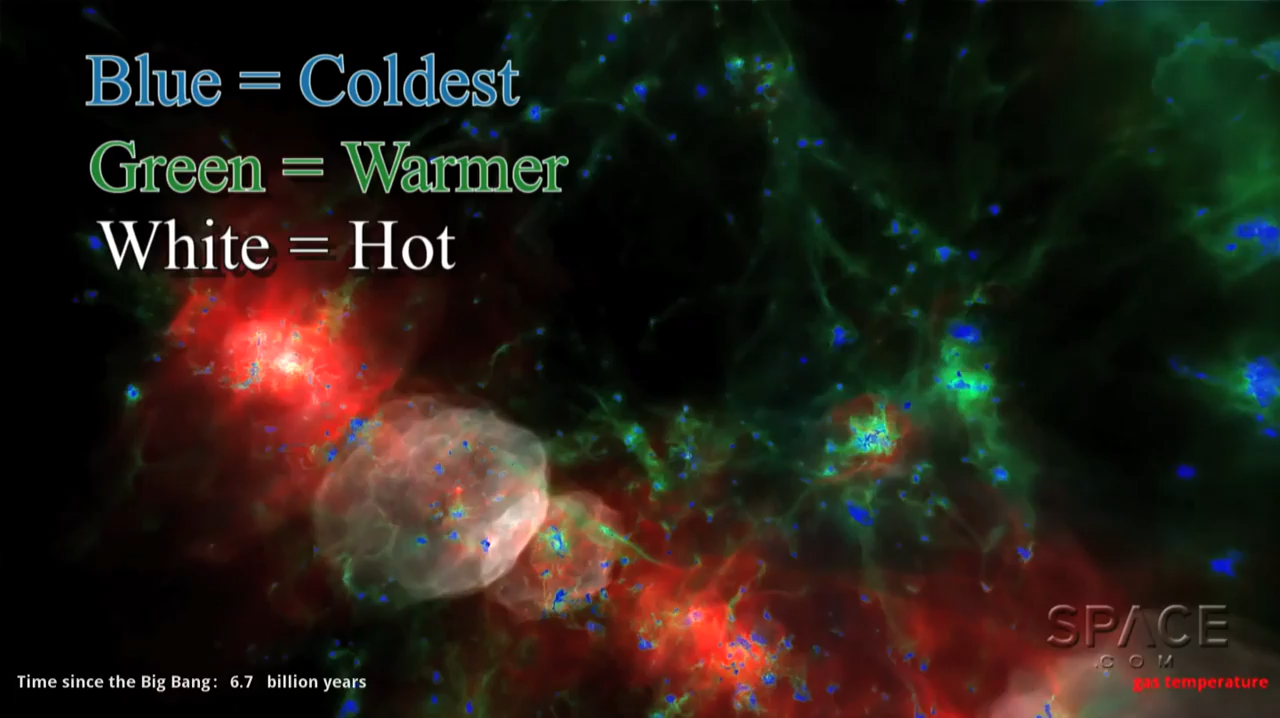 Blue = Coldest
Green = Warmer
White = Hot
SPACE
.COM
Time since the Big Bang: 6.7 billion years
gas temperature